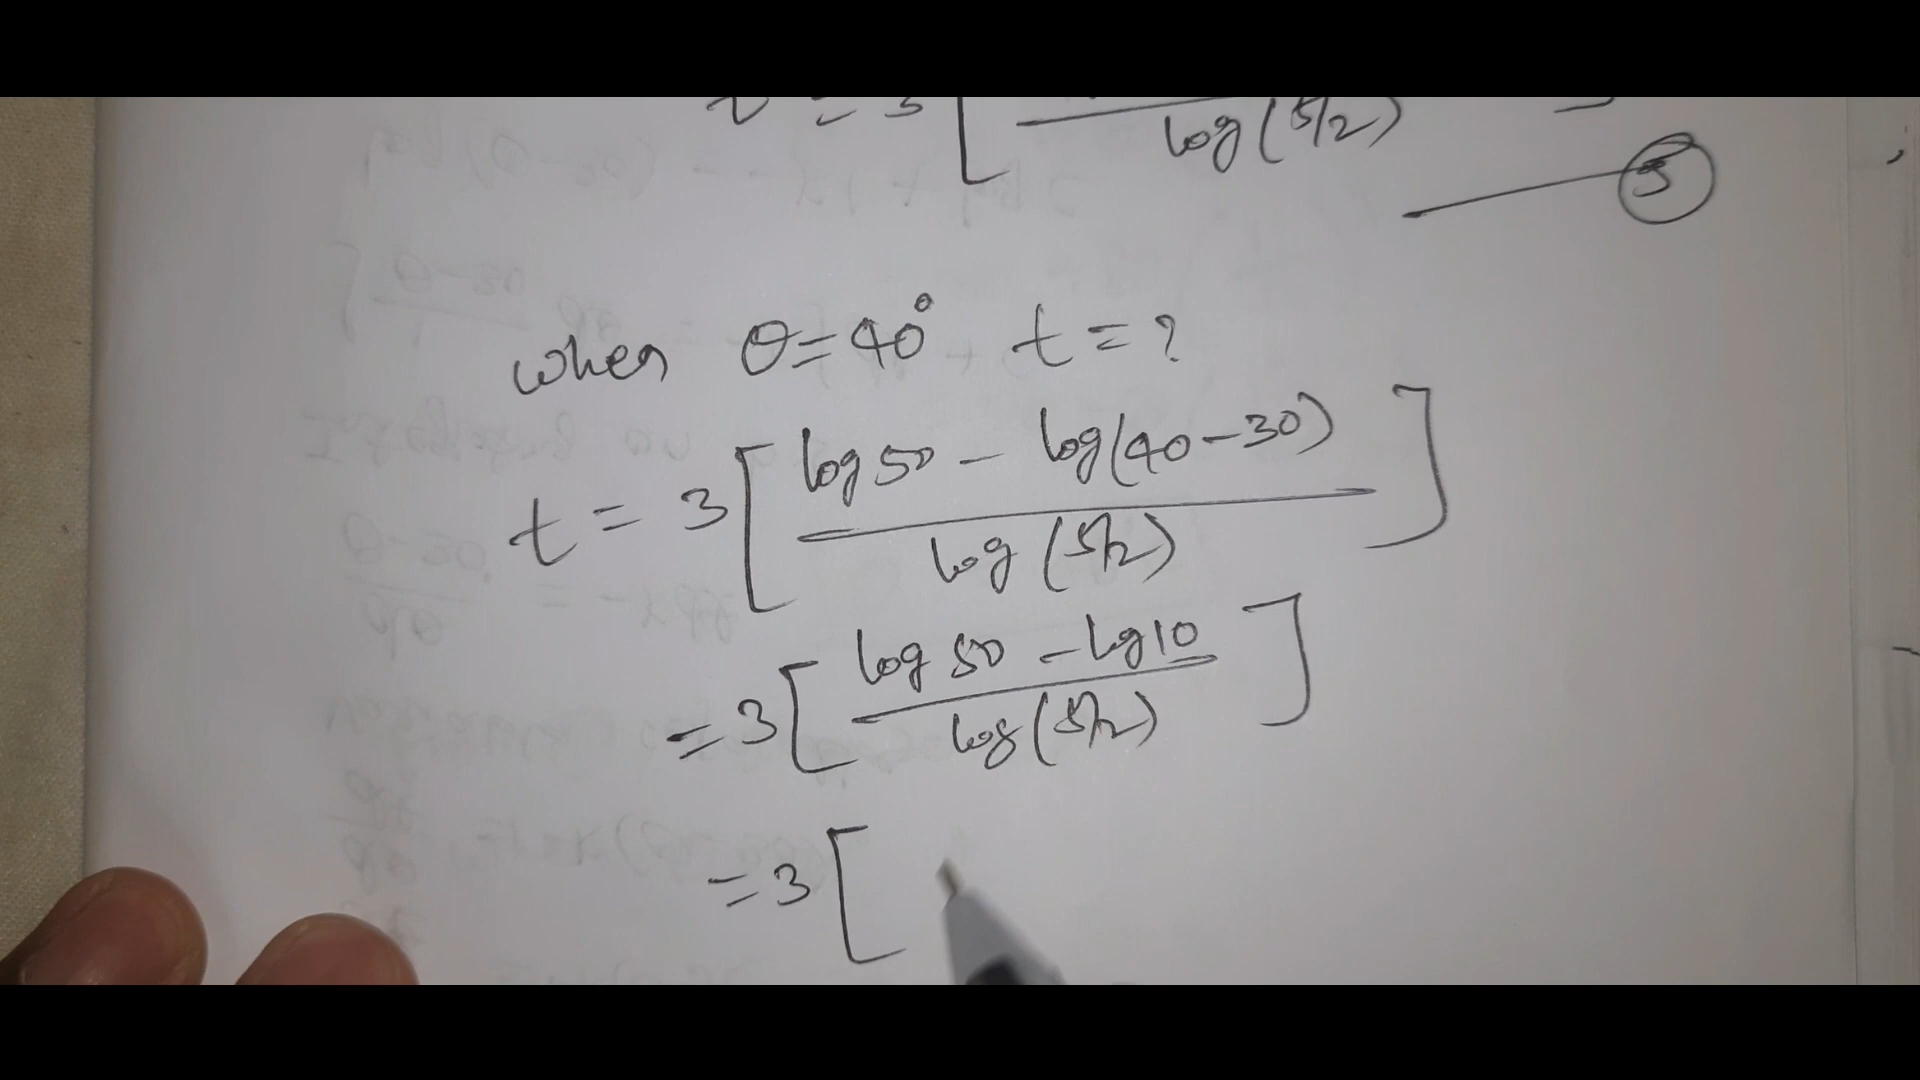 t = 3 [ / log (5/2)
5
when θ = 40° t = ?
t = 3 [ log 50 - log(40-30) / log (5/2) ]
= 3 [ log 50 - log 10 / log (5/2) ]
= 3 [